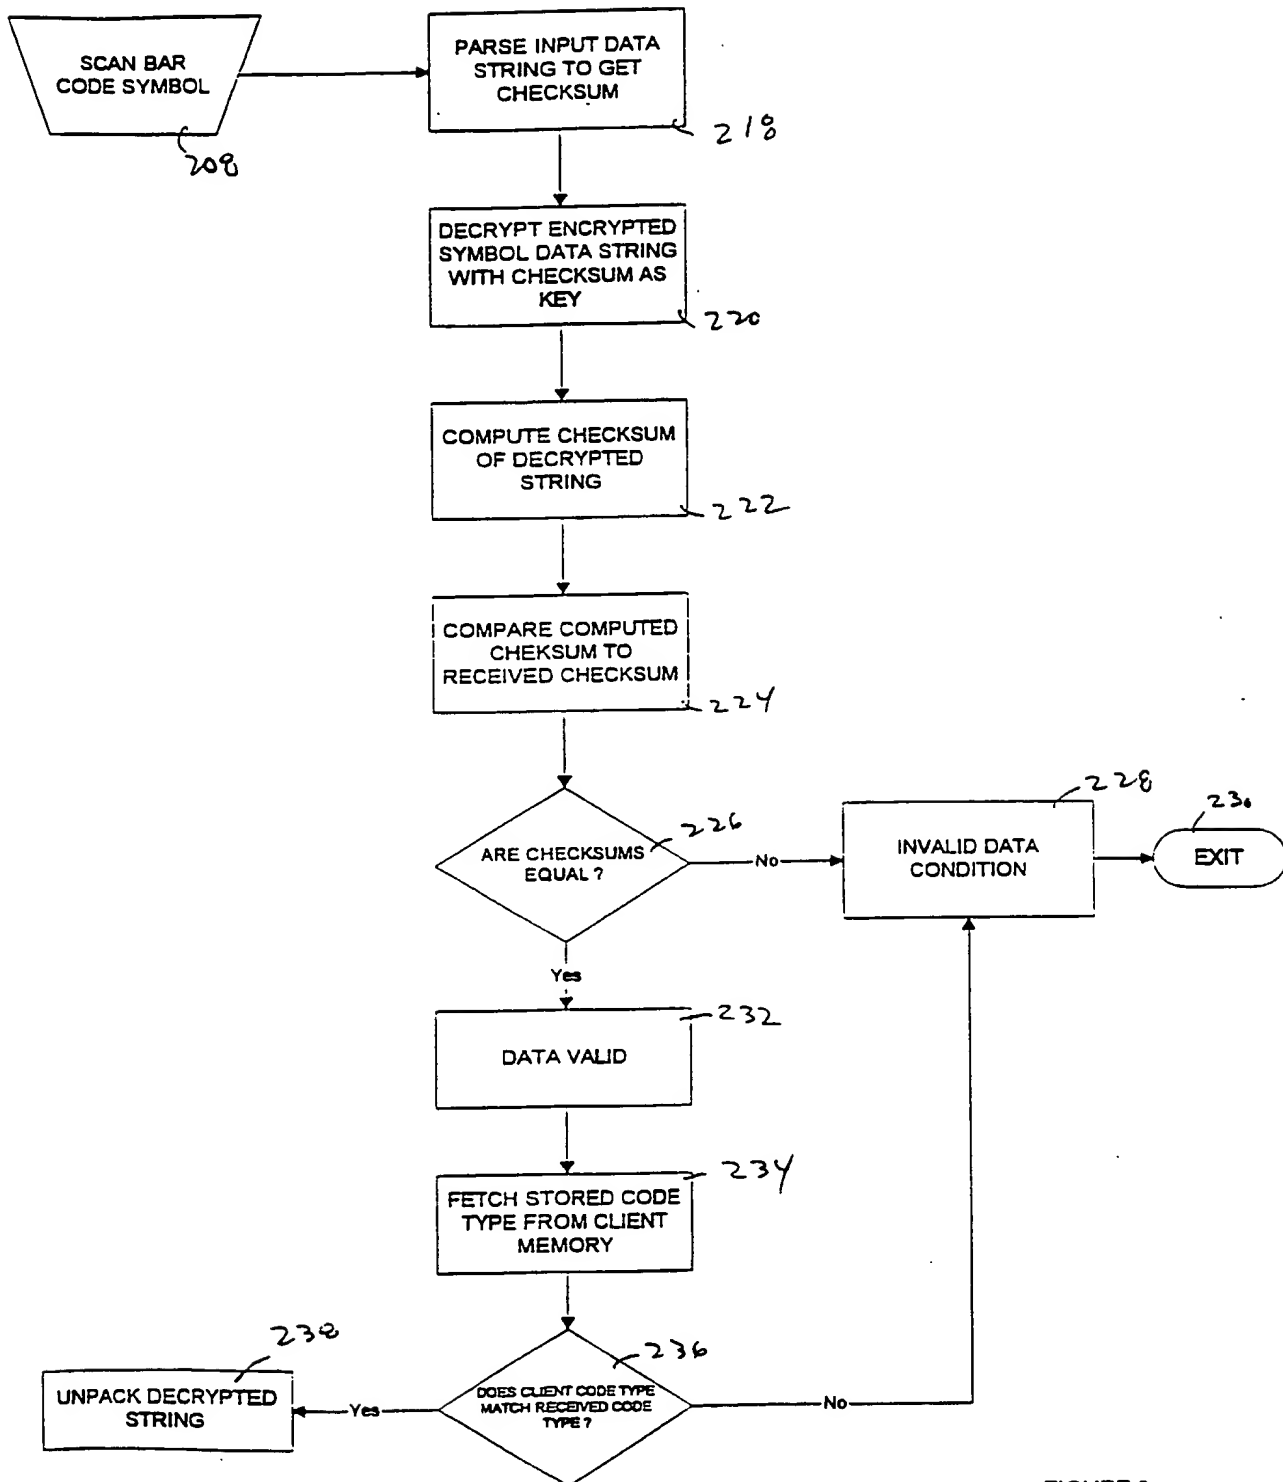 SCAN BAR
CODE SYMBOL
208
PARSE INPUT DATA
STRING TO GET
CHECKSUM
218
DECRYPT ENCRYPTED
SYMBOL DATA STRING
WITH CHECKSUM AS
KEY
220
COMPUTE CHECKSUM
OF DECRYPTED
STRING
222
COMPARE COMPUTED
CHEKSUM TO
RECEIVED CHECKSUM
224
ARE CHECKSUMS
EQUAL ?
226
No
INVALID DATA
CONDITION
228
EXIT
230
Yes
DATA VALID
232
FETCH STORED CODE
TYPE FROM CLIENT
MEMORY
234
DOES CLIENT CODE TYPE
MATCH RECEIVED CODE
TYPE ?
236
No
Yes
UNPACK DECRYPTED
STRING
238